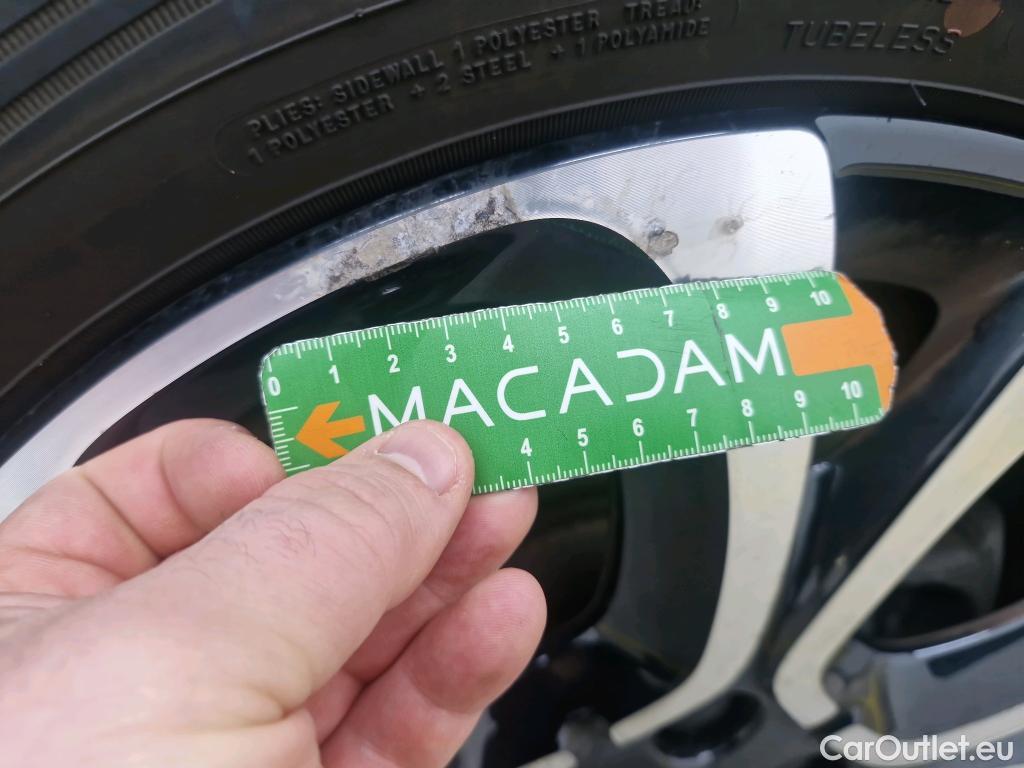 PLIES: SIDEWALL 1 POLYESTER TREAD:
1 POLYESTER + 2 STEEL + 1 POLYAMIDE
TUBELESS
0 1 2 3 4 5 6 7 8 9 10
MACADAM
4 5 6 7 8 9 10
CarOutlet.eu